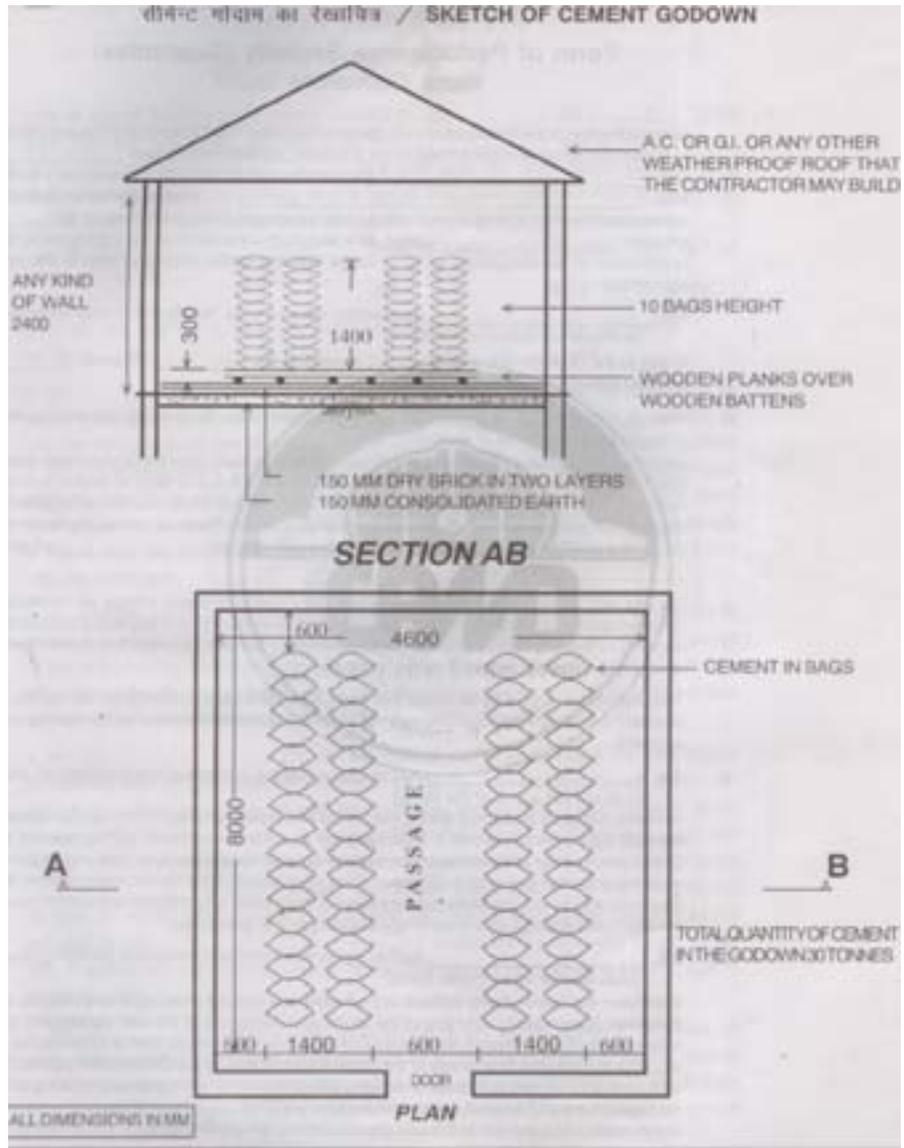 सीमेन्ट गोदाम का रेखाचित्र / SKETCH OF CEMENT GODOWN
A.C. OR G.I. OR ANY OTHER
WEATHER PROOF ROOF THAT
THE CONTRACTOR MAY BUILD
ANY KIND
OF WALL
2400
300
1400
10 BAGS HEIGHT
WOODEN PLANKS OVER
WOODEN BATTENS
150 MM DRY BRICK IN TWO LAYERS
150 MM CONSOLIDATED EARTH
SECTION AB
600
4600
CEMENT IN BAGS
8000
PASSAGE
A
B
TOTAL QUANTITY OF CEMENT
IN THE GODOWN 30 TONNES
600 1400 600 1400 600
DOOR
PLAN
ALL DIMENSIONS IN MM